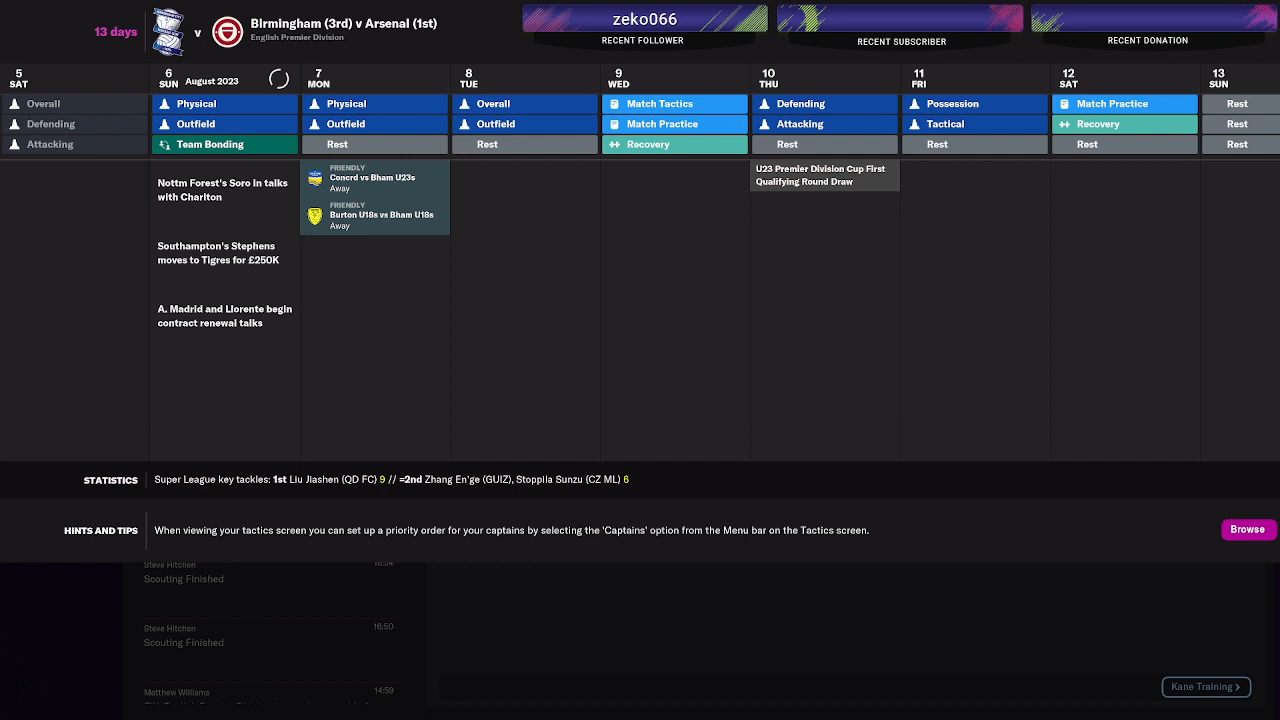 13 days
v
Birmingham (3rd) v Arsenal (1st)
English Premier Division
zeko066
RECENT FOLLOWER
RECENT SUBSCRIBER
RECENT DONATION
5
SAT
6
SUN
August 2023
7
MON
8
TUE
9
WED
10
THU
11
FRI
12
SAT
13
SUN
Overall
Physical
Physical
Overall
Match Tactics
Defending
Possession
Match Practice
Rest
Defending
Outfield
Outfield
Outfield
Match Practice
Attacking
Tactical
Recovery
Rest
Attacking
Team Bonding
Rest
Rest
Recovery
Rest
Rest
Rest
Rest
Nottm Forest's Soro in talks
with Charlton
Southampton's Stephens
moves to Tigres for £250K
A. Madrid and Llorente begin
contract renewal talks
FRIENDLY
Concrd vs Bham U23s
Away
FRIENDLY
Burton U18s vs Bham U18s
Away
U23 Premier Division Cup First
Qualifying Round Draw
STATISTICS
Super League key tackles: 1st Liu Jiashen (QD FC) 9 // =2nd Zhang En'ge (GUIZ), Stoppila Sunzu (CZ ML) 6
HINTS AND TIPS
When viewing your tactics screen you can set up a priority order for your captains by selecting the 'Captains' option from the Menu bar on the Tactics screen.
Browse
Steve Hitchen
Scouting Finished
Steve Hitchen
16:50
Scouting Finished
Matthew Williams
14:59
Kane Training